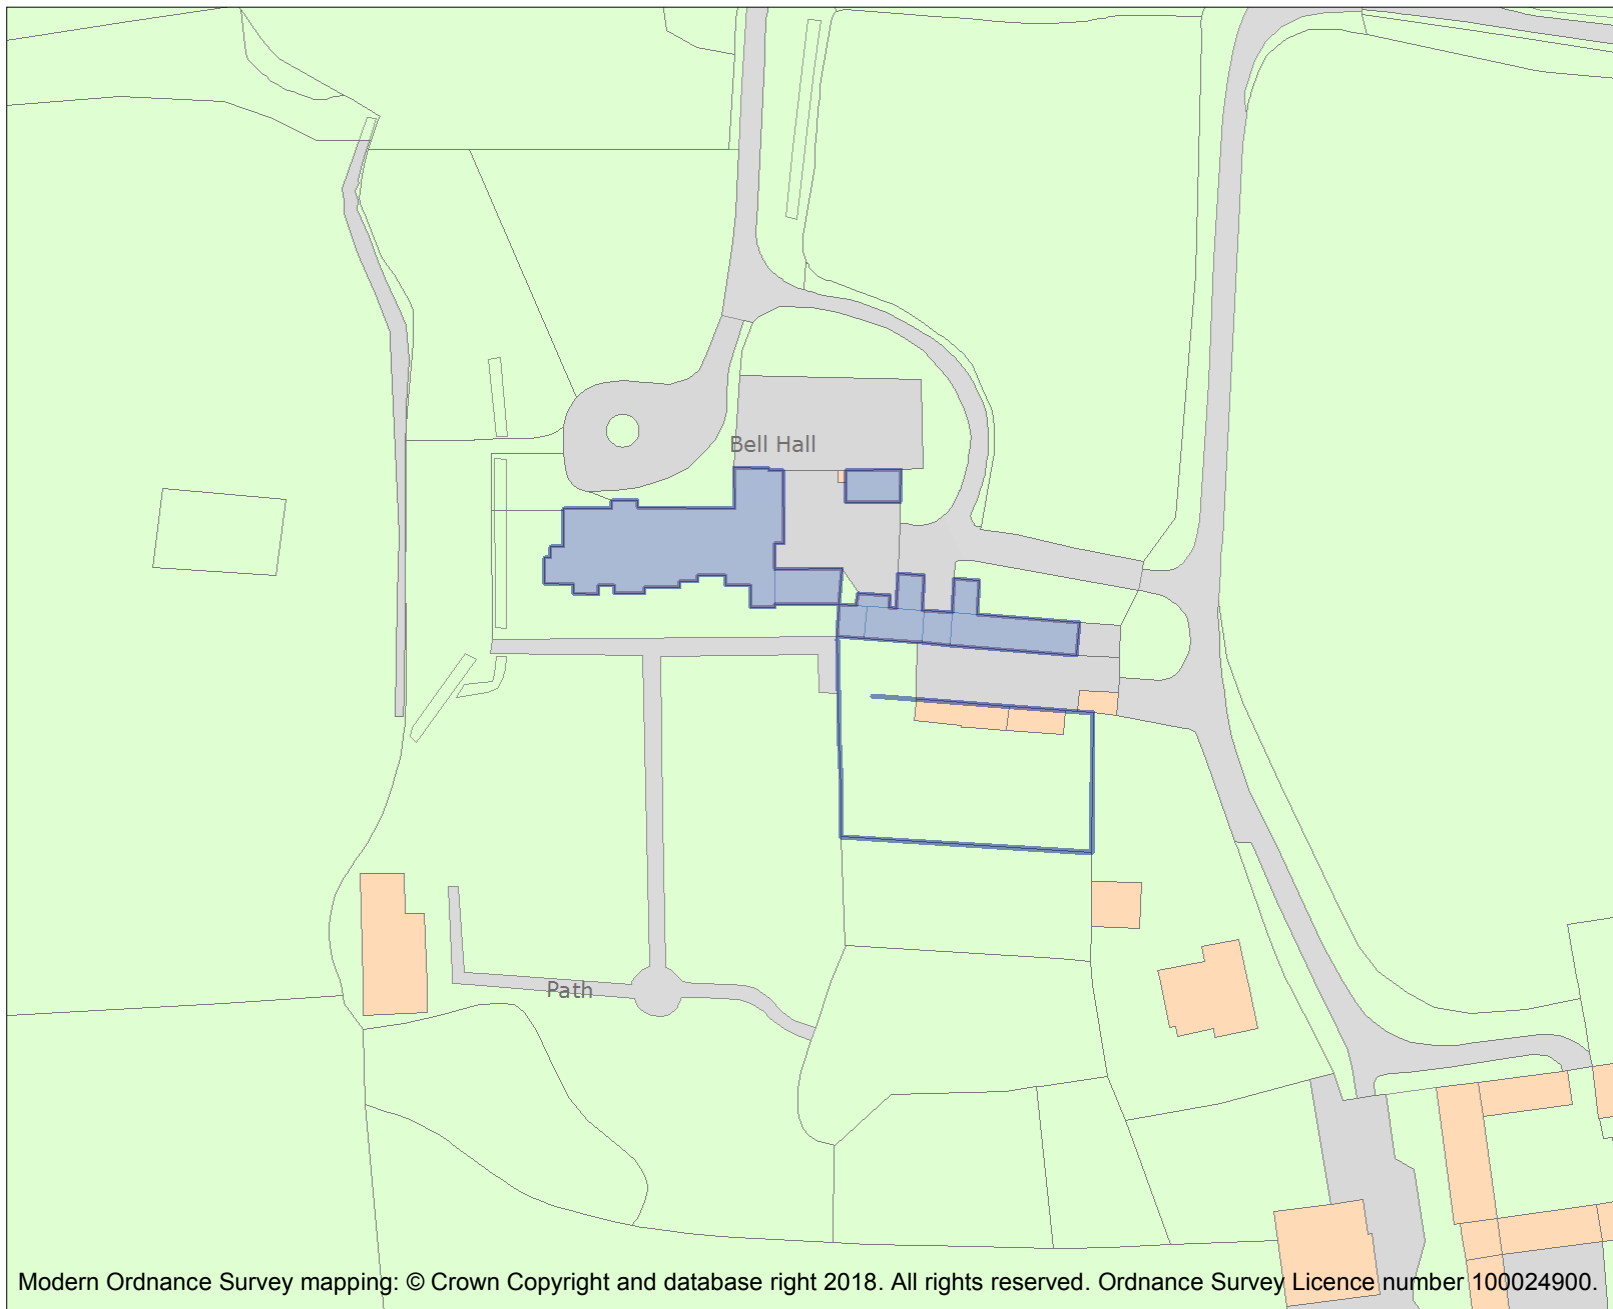 Bell Hall
Path
Modern Ordnance Survey mapping: © Crown Copyright and database right 2018. All rights reserved. Ordnance Survey Licence number 100024900.